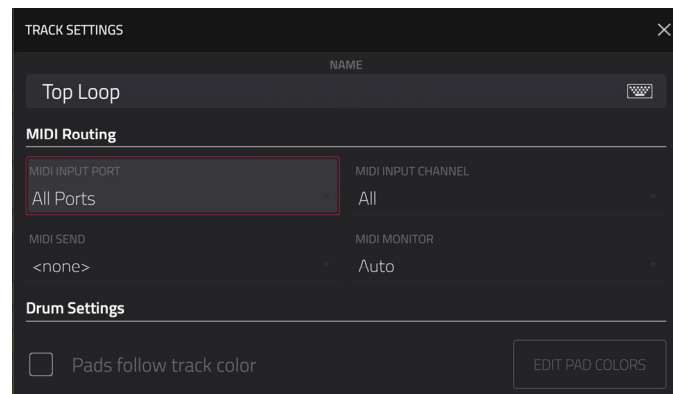 TRACK SETTINGS
NAME
Top Loop
MIDI Routing
MIDI INPUT PORT MIDI INPUT CHANNEL
All Ports All
MIDI SEND MIDI MONITOR
<none> Auto
Drum Settings
Pads follow track color EDIT PAD COLORS